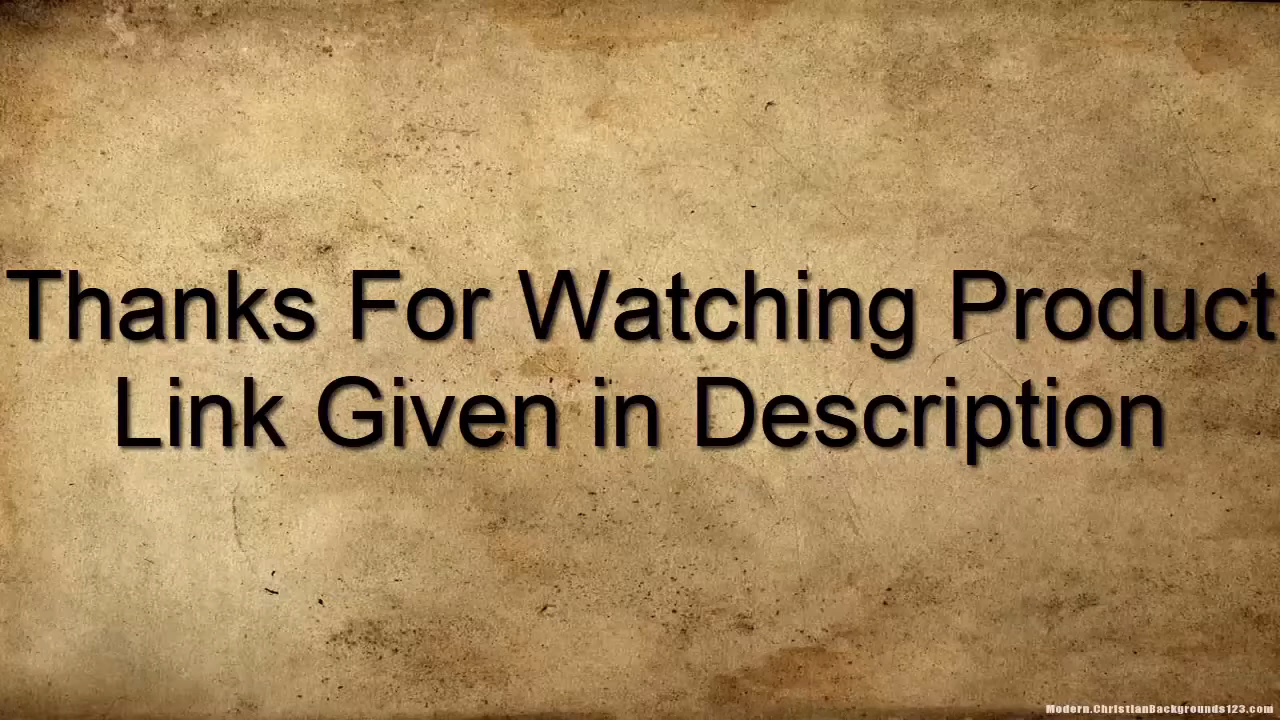 Thanks For Watching Product
Link Given in Description
Modern.ChristianBackgrounds123.com